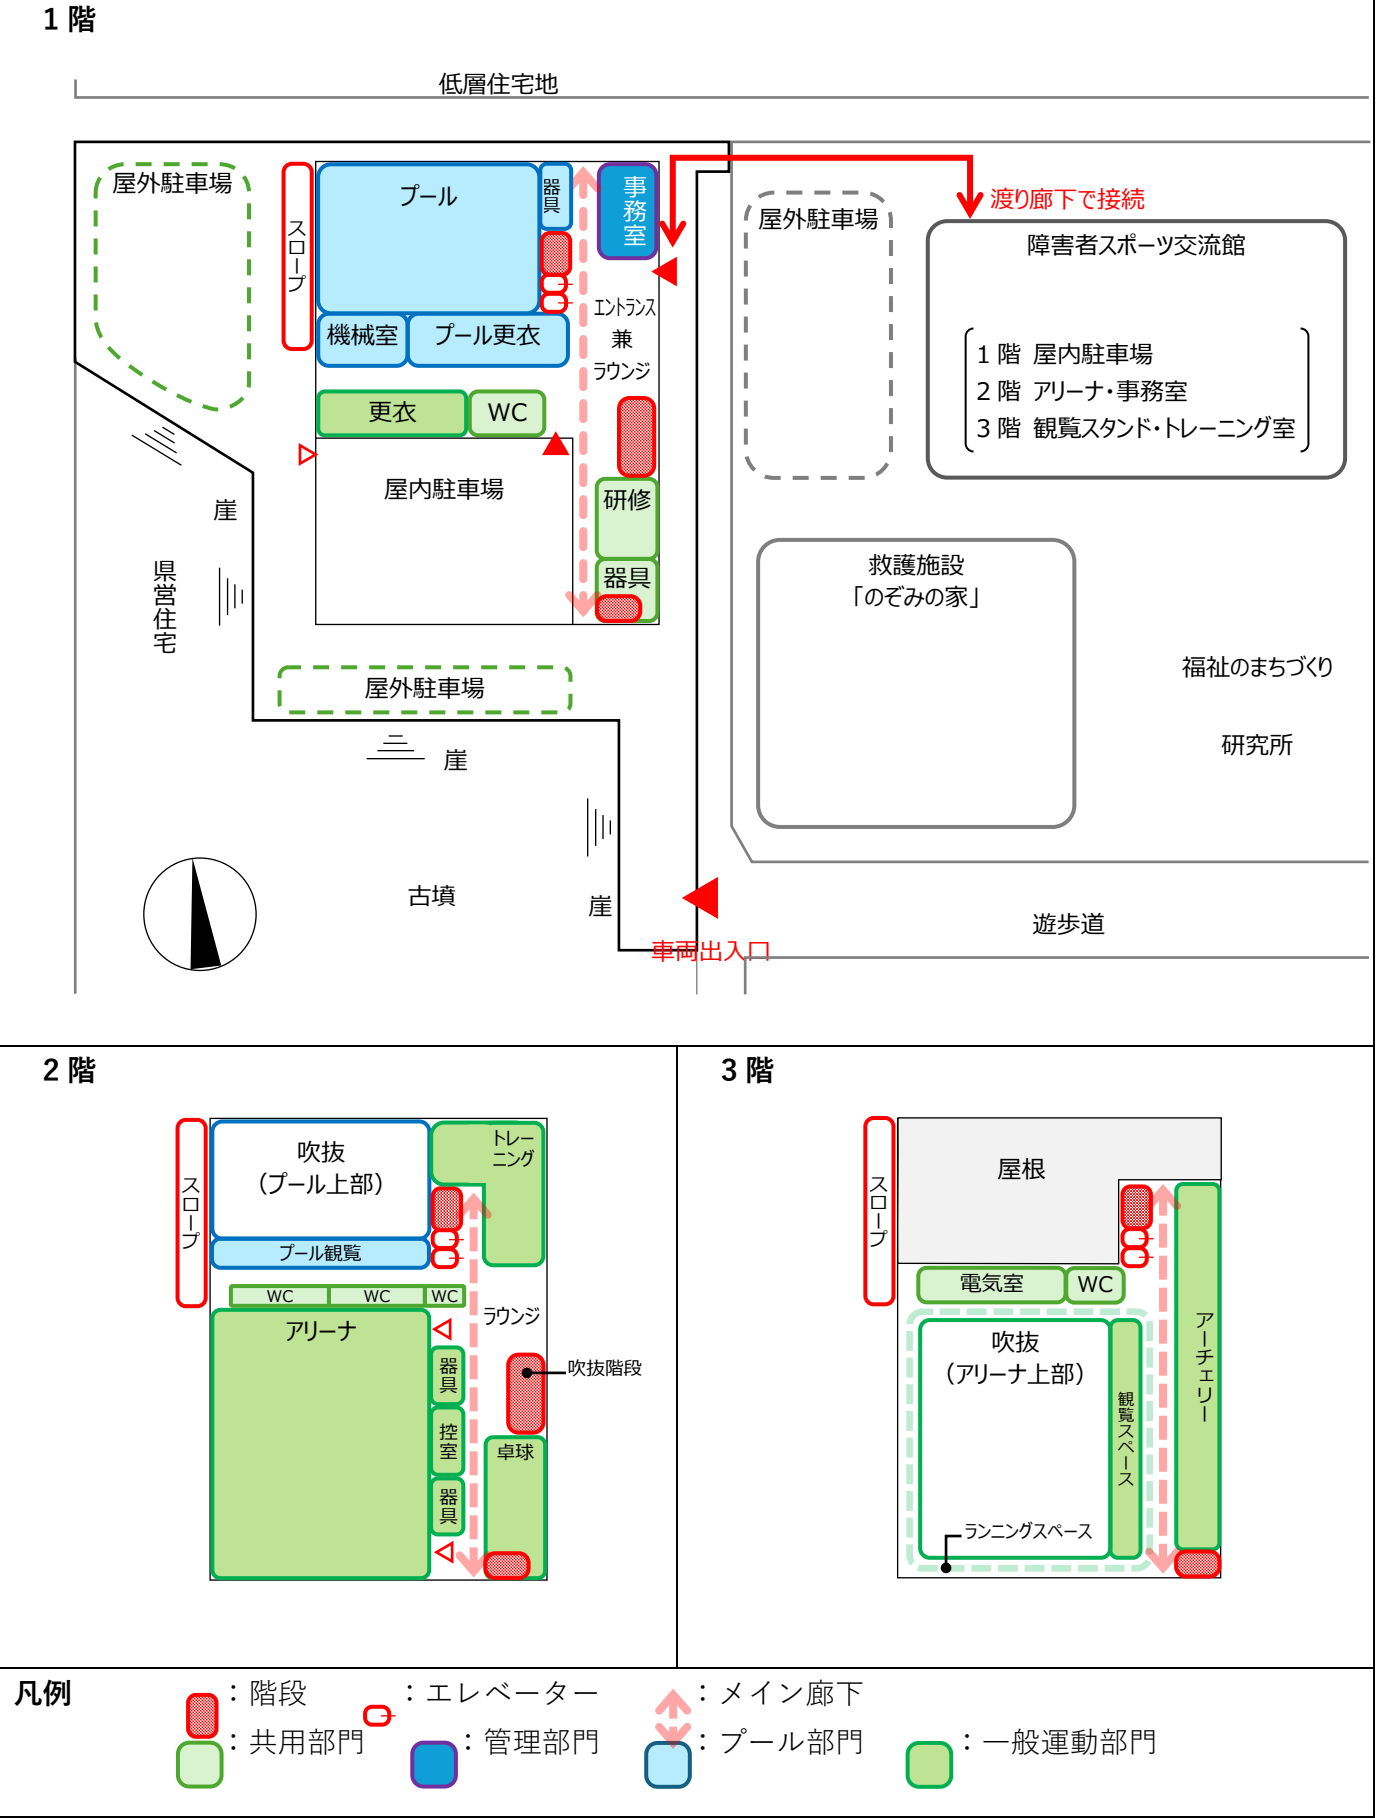 1階
低層住宅地
屋外駐車場
スロープ
プール
器具
事務室
渡り廊下で接続
屋外駐車場
障害者スポーツ交流館
エントランス
兼
ラウンジ
機械室
プール更衣
1階 屋内駐車場
2階 アリーナ・事務室
3階 観覧スタンド・トレーニング室
更衣
WC
屋内駐車場
研修
器具
崖
県営住宅
救護施設
「のぞみの家」
福祉のまちづくり
研究所
屋外駐車場
崖
古墳
崖
車両出入口
遊歩道
2階
スロープ
吹抜
(プール上部)
トレー
ニング
プール観覧
WC
WC
WC
アリーナ
ラウンジ
器具
控室
器具
吹抜階段
卓球
3階
スロープ
屋根
電気室
WC
吹抜
(アリーナ上部)
観覧スペース
アーチェリー
ランニングスペース
凡例
：階段
：エレベーター
：メイン廊下
：共用部門
：管理部門
：プール部門
：一般運動部門